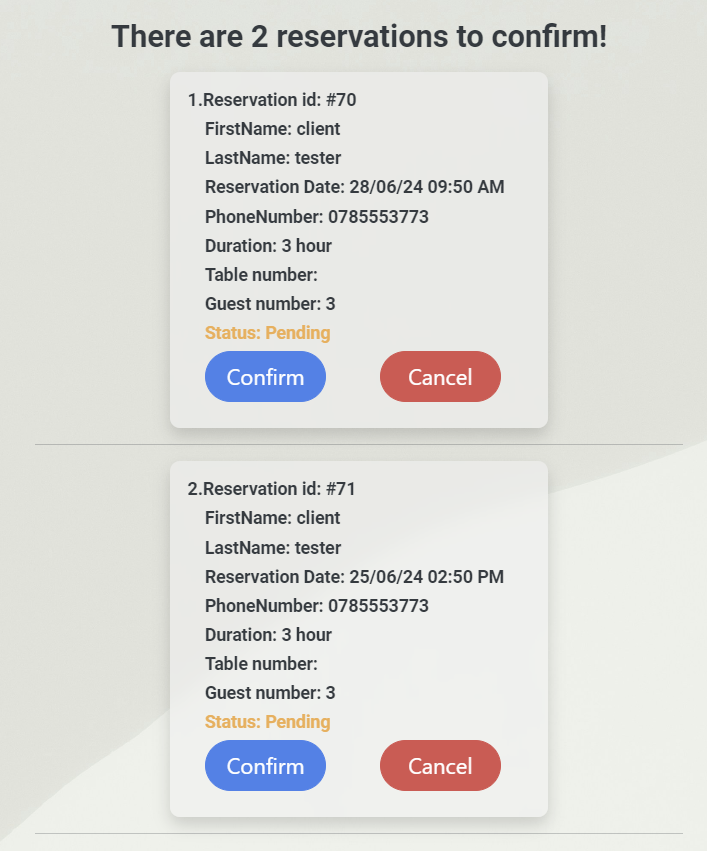 There are 2 reservations to confirm!
1.Reservation id: #70
FirstName: client
LastName: tester
Reservation Date: 28/06/24 09:50 AM
PhoneNumber: 0785553773
Duration: 3 hour
Table number:
Guest number: 3
Status: Pending
Confirm Cancel
2.Reservation id: #71
FirstName: client
LastName: tester
Reservation Date: 25/06/24 02:50 PM
PhoneNumber: 0785553773
Duration: 3 hour
Table number:
Guest number: 3
Status: Pending
Confirm Cancel